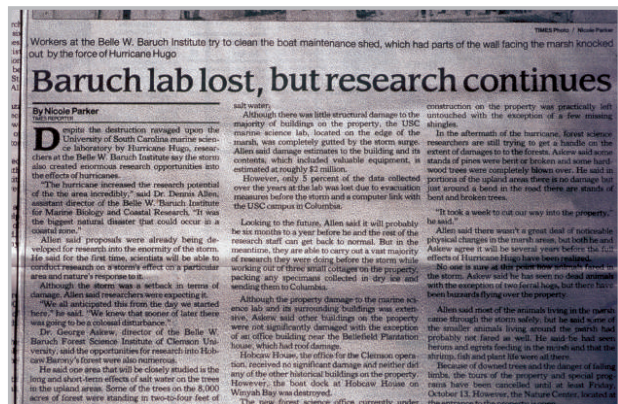 TIMES Photo / Nicole Parker
Workers at the Belle W. Baruch Institute try to clean the boat maintenance shed, which had parts of the wall facing the marsh knocked
out by the force of Hurricane Hugo
Baruch lab lost, but research continues
By Nicole Parker
TIMES REPORTER
Despite the destruction ravaged upon the
University of South Carolina marine scien-
ce laboratory by Hurricane Hugo, resear-
chers at the Belle W. Baruch Institute say the storm
also created enormous research opportunities into
the effects of hurricanes.
"The hurricane increased the research potential
of the the area incredibly," said Dr. Dennis Allen,
assistant director of the Belle W. Baruch Institute
for Marine Biology and Coastal Research. "It was
the biggest natural disaster that could occur in a
coastal zone."
Allen said proposals were already being de-
veloped for research into the enormity of the storm.
He said for the first time, scientists will be able to
conduct research on a storm's effect on a particular
area and nature's response to it.
Although the storm was a setback in terms of
damage, Allen said researchers were expecting it.
"We all anticipated this from the day we started
here," he said. "We knew that sooner of later there
was going to be a colossal disturbance."
Dr. George Askew, director of the Belle W.
Baruch Forest Science Institute of Clemson Uni-
versity, said the opportunities for research into Hob-
caw Barony's forest were also numerous.
He said one area that will be closely studied is the
long and short-term effects of salt water on the trees
in the upland areas. Some of the trees on the 8,000
acres of forest were standing in two-to-four feet of
salt water.
Although there was little structural damage to the
majority of buildings on the property, the USC
marine science lab, located on the edge of the
marsh, was completely gutted by the storm surge.
Allen said damage estimates to the building and its
contents, which included valuable equipment, is
estimated at roughly $2 million.
However, only 5 percent of the data collected
over the years at the lab was lost due to evacuation
measures before the storm and a computer link with
the USC campus in Columbia.
Looking to the future, Allen said it will probably
be six months to a year before he and the rest of the
research staff can get back to normal. But in the
meantime, they are able to carry out a vast majority
of research they were doing before the storm while
working out of three small cottages on the property,
packing any specimens collected in dry ice and
sending them to Columbia.
Although the property damage to the marine sci-
ence lab and its surrounding buildings was exten-
sive, Askew said other buildings on the property
were not significantly damaged with the exception
of an office building near the Bellefield Plantation
house, which had roof damage.
Hobcaw House, the office for the Clemson opera-
tion, received no significant damage and neither did
any of the other historical buildings on the property.
However, the boat dock at Hobcaw House on
Winyah Bay was destroyed.
The new forest science office currently under
construction on the property was practically left
untouched with the exception of a few missing
shingles.
In the aftermath of the hurricane, forest science
researchers are still trying to get a handle on the
extent of damages to the forests. Askew said some
stands of pines were bent or broken and some hard-
wood trees were completely blown over. He said in
portions of the upland areas there is no damage but
just around a bend in the road there are stands of
bent and broken trees.
"It took a week to cut our way into the property,"
he said."
Allen said there wasn't a great deal of noticeable
physical changes in the marsh areas, but both he and
Askew agree it will be several years before the full
effects of Hurricane Hugo have been realized.
No one is sure at this point how animals fared in
the storm. Askew said he has seen no dead animals
with the exception of two feral hogs, but there have
been buzzards flying over the property.
Allen said most of the animals living in the marsh
came through the storm safely, but he said some of
the smaller animals living around the marsh had
probably not fared as well. He said he had seen
herons and egrets feeding in the marsh and that the
shrimp, fish and plant life were all there.
Because of downed trees and the danger of falling
limbs, the tours of the property and special prog-
rams have been cancelled until at least Friday,
October 13. However, the Nature Center, located at